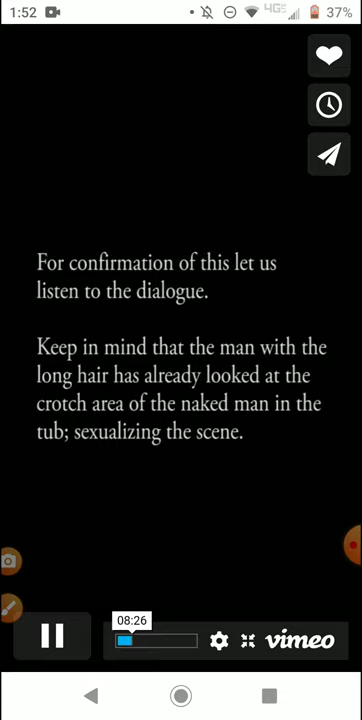 1:52 4G 37%
For confirmation of this let us
listen to the dialogue.
Keep in mind that the man with the
long hair has already looked at the
crotch area of the naked man in the
tub; sexualizing the scene.
08:26
vimeo